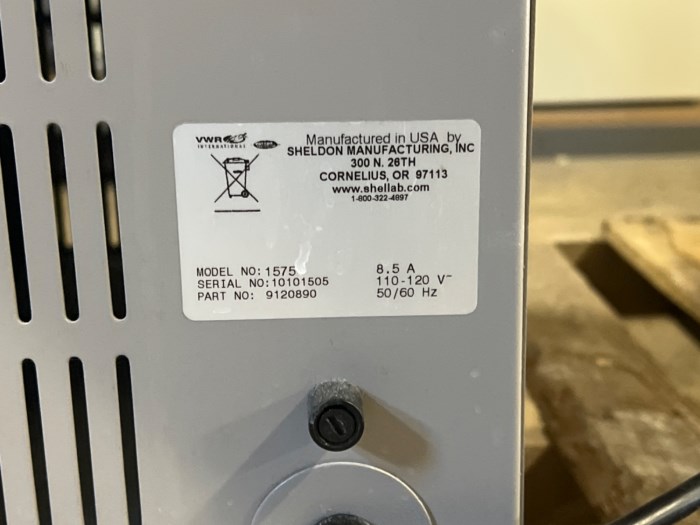 VWR
INTERNATIONAL
Manufactured in USA by
SHELDON MANUFACTURING, INC
300 N. 26TH
CORNELIUS, OR 97113
www.shellab.com
1-800-322-4897
MODEL NO: 1575 8.5 A
SERIAL NO: 10101505 110-120 V~
PART NO: 9120890 50/60 Hz